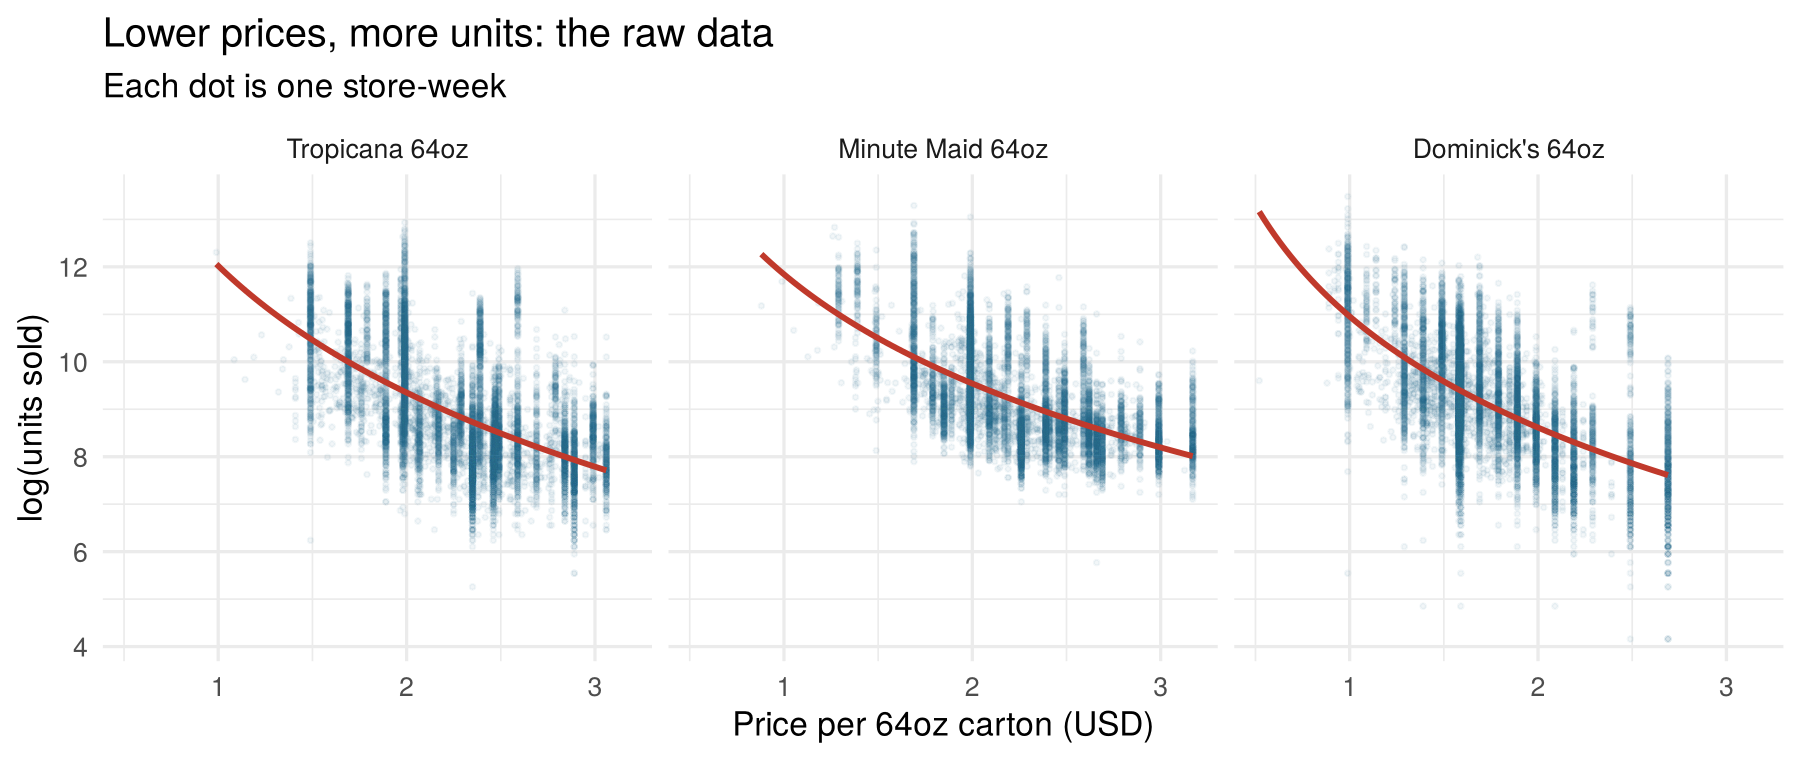 Lower prices, more units: the raw data
Each dot is one store-week
Tropicana 64oz
Minute Maid 64oz
Dominick's 64oz
log(units sold)
12
10
8
6
4
1 2 3
1 2 3
1 2 3
Price per 64oz carton (USD)